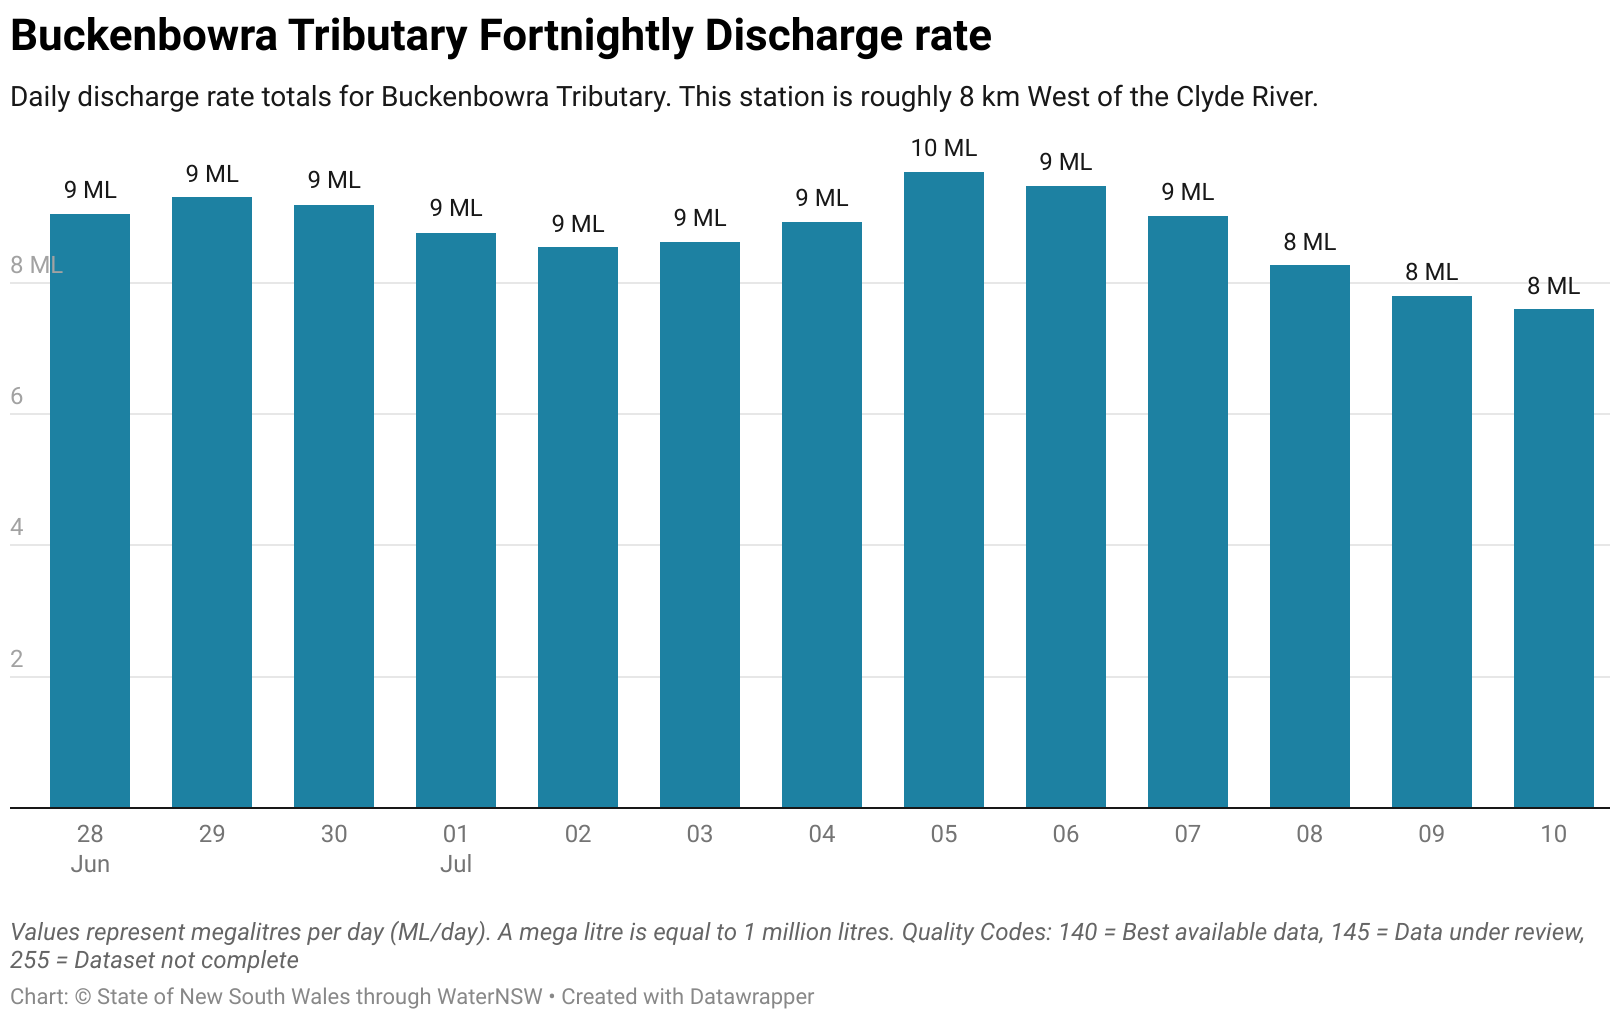 Buckenbowra Tributary Fortnightly Discharge rate
Daily discharge rate totals for Buckenbowra Tributary. This station is roughly 8 km West of the Clyde River.
10 ML
9 ML 9 ML 9 ML 9 ML 9 ML 9 ML 9 ML 9 ML 9 ML 8 ML 8 ML 8 ML
8 ML
6
4
2
28 29 30 01 02 03 04 05 06 07 08 09 10
Jun Jul
Values represent megalitres per day (ML/day). A mega litre is equal to 1 million litres. Quality Codes: 140 = Best available data, 145 = Data under review,
255 = Dataset not complete
Chart: © State of New South Wales through WaterNSW • Created with Datawrapper